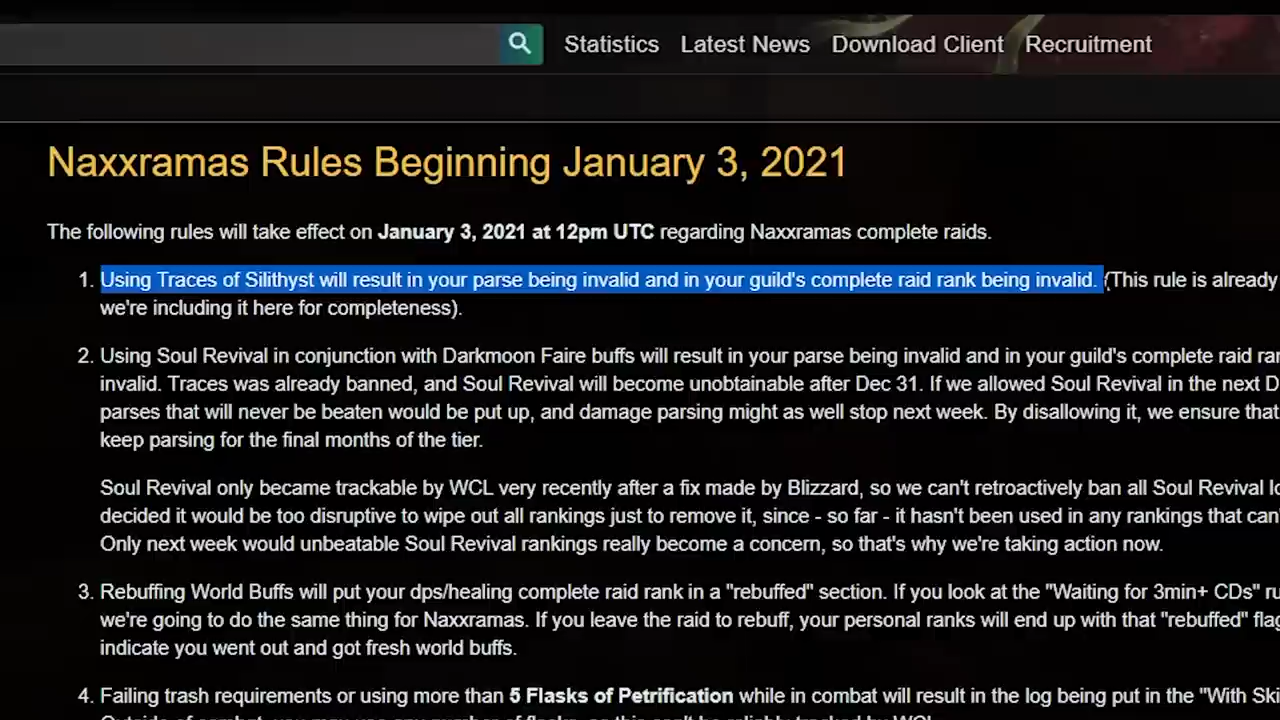 Statistics Latest News Download Client Recruitment
Naxxramas Rules Beginning January 3, 2021
The following rules will take effect on January 3, 2021 at 12pm UTC regarding Naxxramas complete raids.
1. Using Traces of Silithyst will result in your parse being invalid and in your guild's complete raid rank being invalid. (This rule is already
we're including it here for completeness).
2. Using Soul Revival in conjunction with Darkmoon Faire buffs will result in your parse being invalid and in your guild's complete raid
invalid. Traces was already banned, and Soul Revival will become unobtainable after Dec 31. If we allowed Soul Revival in the next
parses that will never be beaten would be put up, and damage parsing might as well stop next week. By disallowing it, we ensure that
keep parsing for the final months of the tier.
Soul Revival only became trackable by WCL very recently after a fix made by Blizzard, so we can't retroactively ban all Soul Revival
decided it would be too disruptive to wipe out all rankings just to remove it, since - so far - it hasn't been used in any rankings that
Only next week would unbeatable Soul Revival rankings really become a concern, so that's why we're taking action now.
3. Rebuffing World Buffs will put your dps/healing complete raid rank in a "rebuffed" section. If you look at the "Waiting for 3min+ CDs"
we're going to do the same thing for Naxxramas. If you leave the raid to rebuff, your personal ranks will end up with that "rebuffed"
indicate you went out and got fresh world buffs.
4. Failing trash requirements or using more than 5 Flasks of Petrification while in combat will result in the log being put in the "With